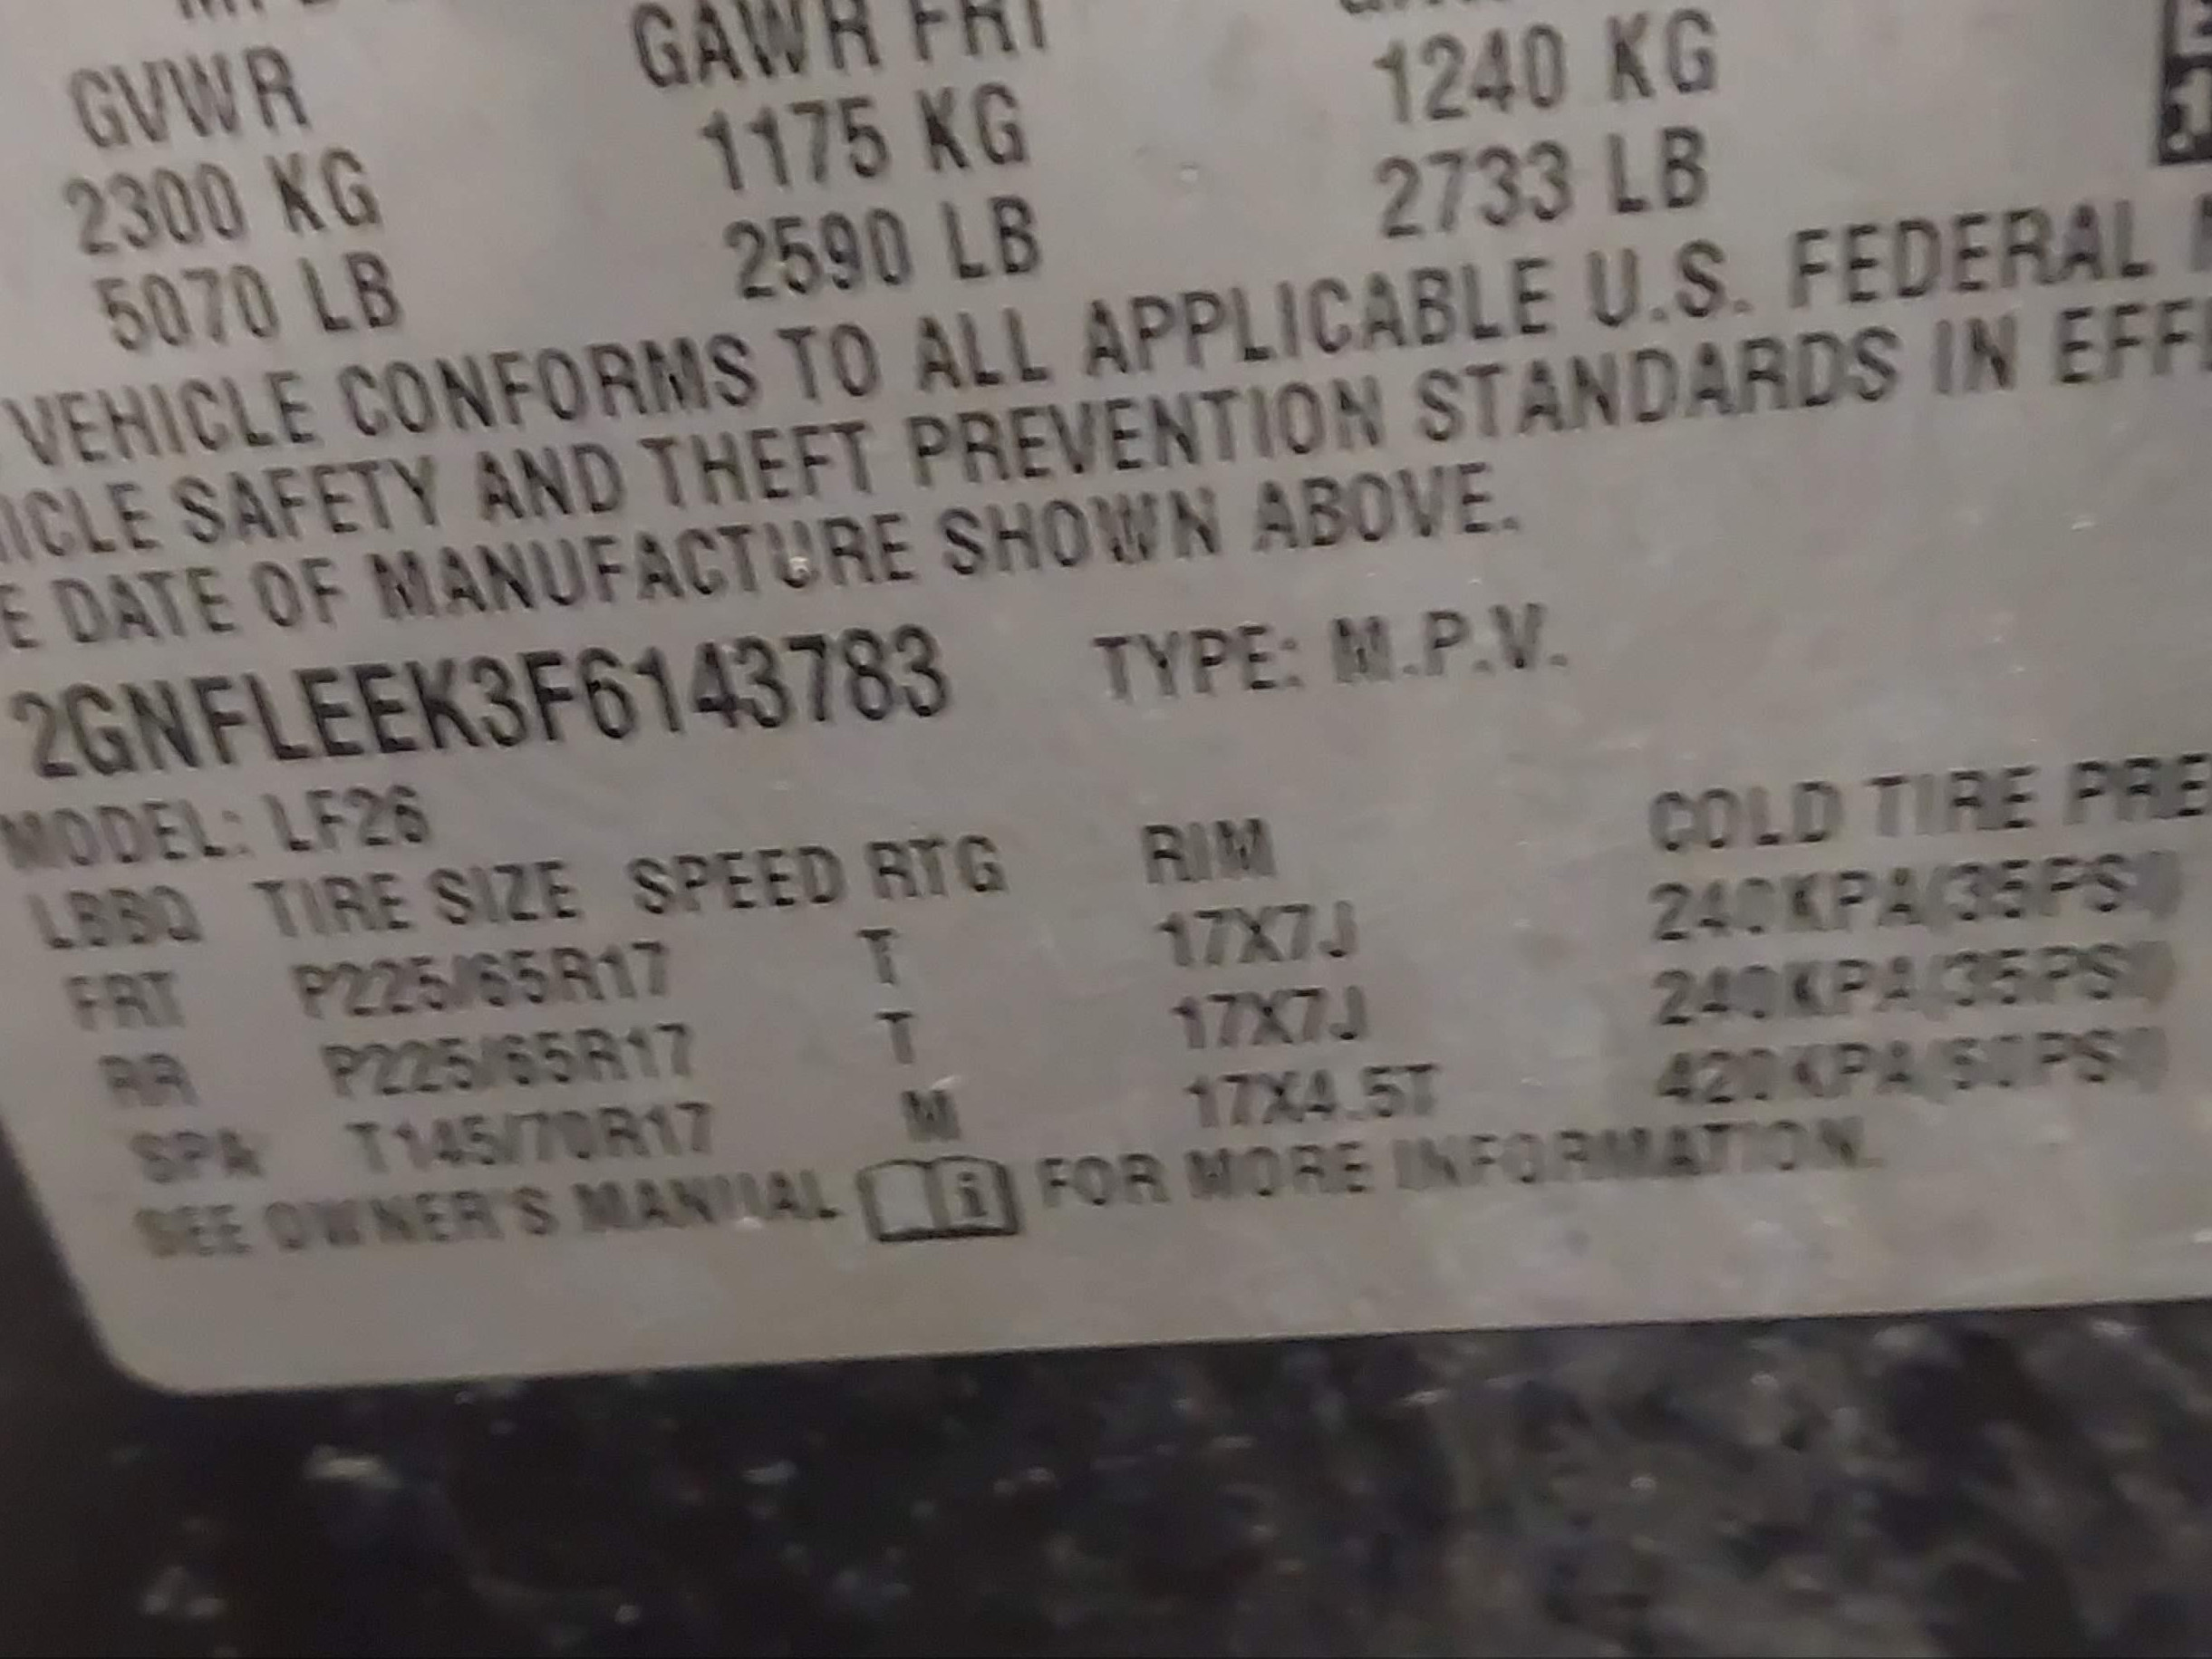 GVWR GAWR FRT
2300 KG 1175 KG 1240 KG
5070 LB 2590 LB 2733 LB
VEHICLE CONFORMS TO ALL APPLICABLE U.S. FEDERAL
ICLE SAFETY AND THEFT PREVENTION STANDARDS IN EFF
E DATE OF MANUFACTURE SHOWN ABOVE.
2GNFLEEK3F6143783 TYPE: M.P.V.
MODEL: LF26
LBBQ TIRE SIZE SPEED RTG RIM COLD TIRE PRE
FRT P225/65R17 T 17X7J 240KPA(35PSI)
RR P225/65R17 T 17X7J 240KPA(35PSI)
SPA T145/70R17 M 17X4.5T 420KPA(60PSI)
SEE OWNER'S MANUAL i FOR MORE INFORMATION.